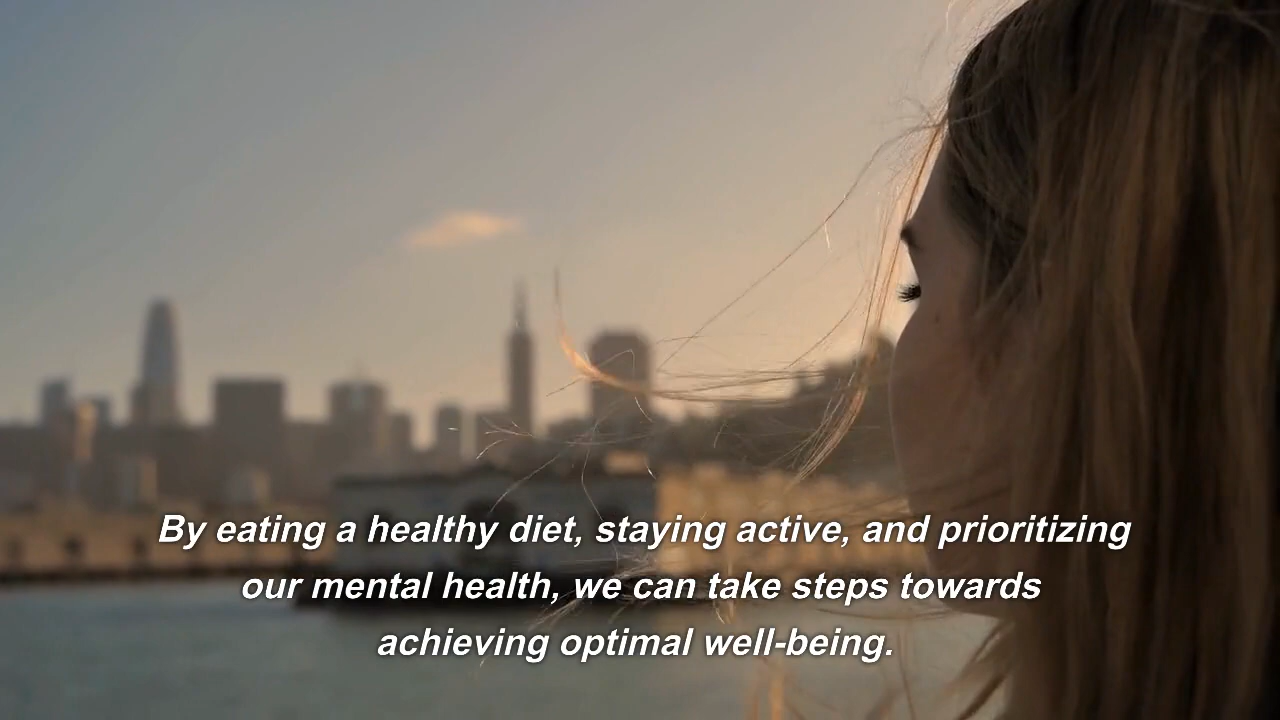 By eating a healthy diet, staying active, and prioritizing
our mental health, we can take steps towards
achieving optimal well-being.